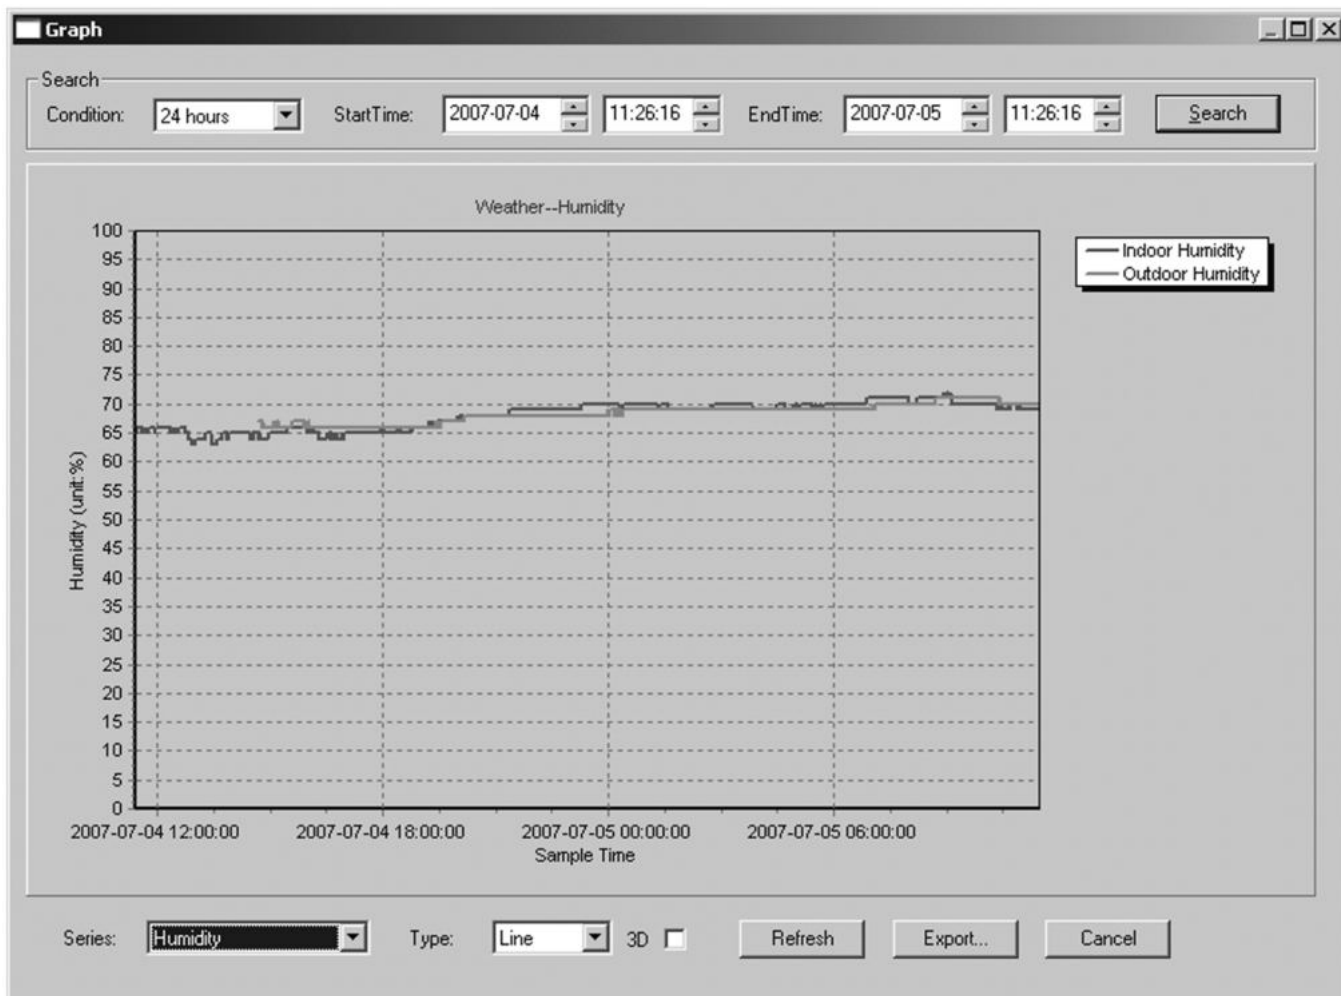 Graph
Search
Condition: 24 hours StartTime: 2007-07-04 11:26:16 EndTime: 2007-07-05 11:26:16 Search
Weather--Humidity
Indoor Humidity
Outdoor Humidity
100
95
90
85
80
75
70
65
60
55
50
45
40
35
30
25
20
15
10
5
0
Humidity (unit:%)
2007-07-04 12:00:00 2007-07-04 18:00:00 2007-07-05 00:00:00 2007-07-05 06:00:00
Sample Time
Series: Humidity Type: Line 3D Refresh Export... Cancel